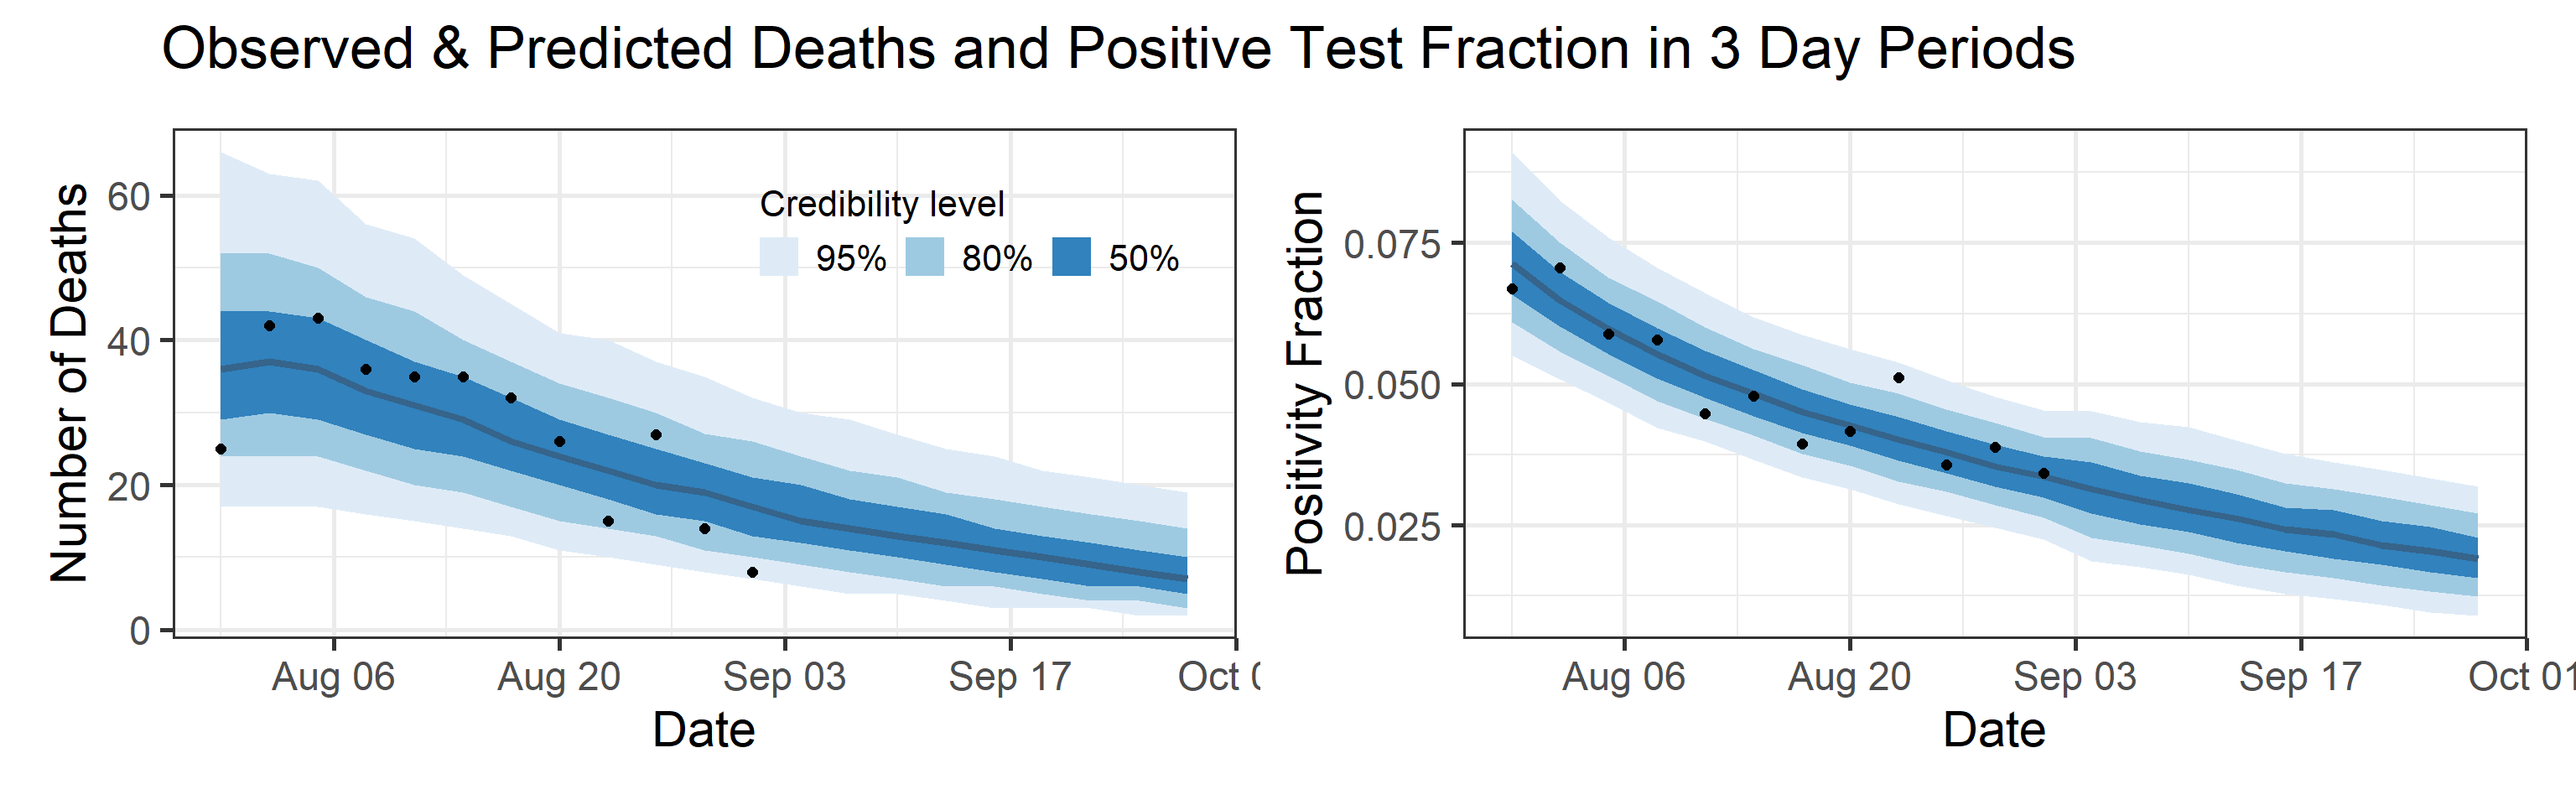 Observed & Predicted Deaths and Positive Test Fraction in 3 Day Periods
Number of Deaths
60
40
20
0
Credibility level
95% 80% 50%
Aug 06 Aug 20 Sep 03 Sep 17 Oct 0
Date
Positivity Fraction
0.075
0.050
0.025
Aug 06 Aug 20 Sep 03 Sep 17 Oct 01
Date